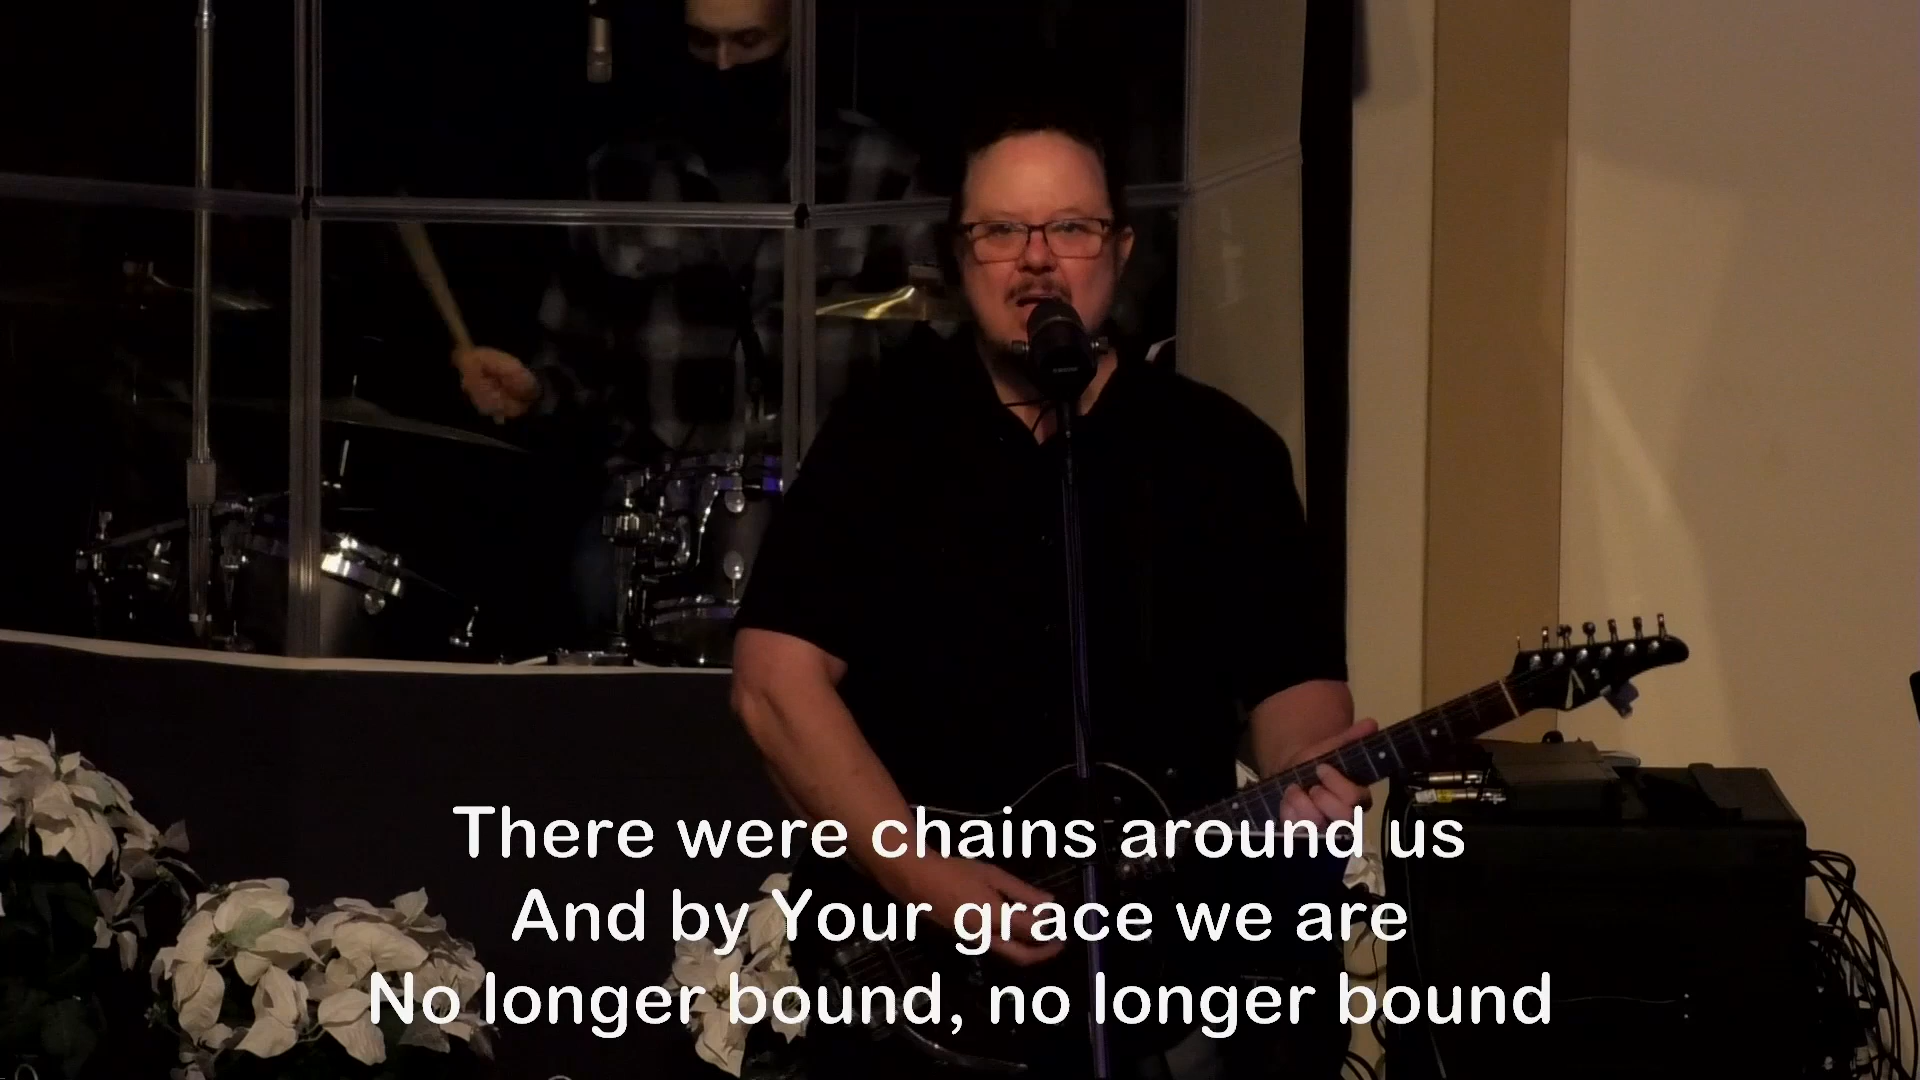 There were chains around us
And by Your grace we are
No longer bound, no longer bound